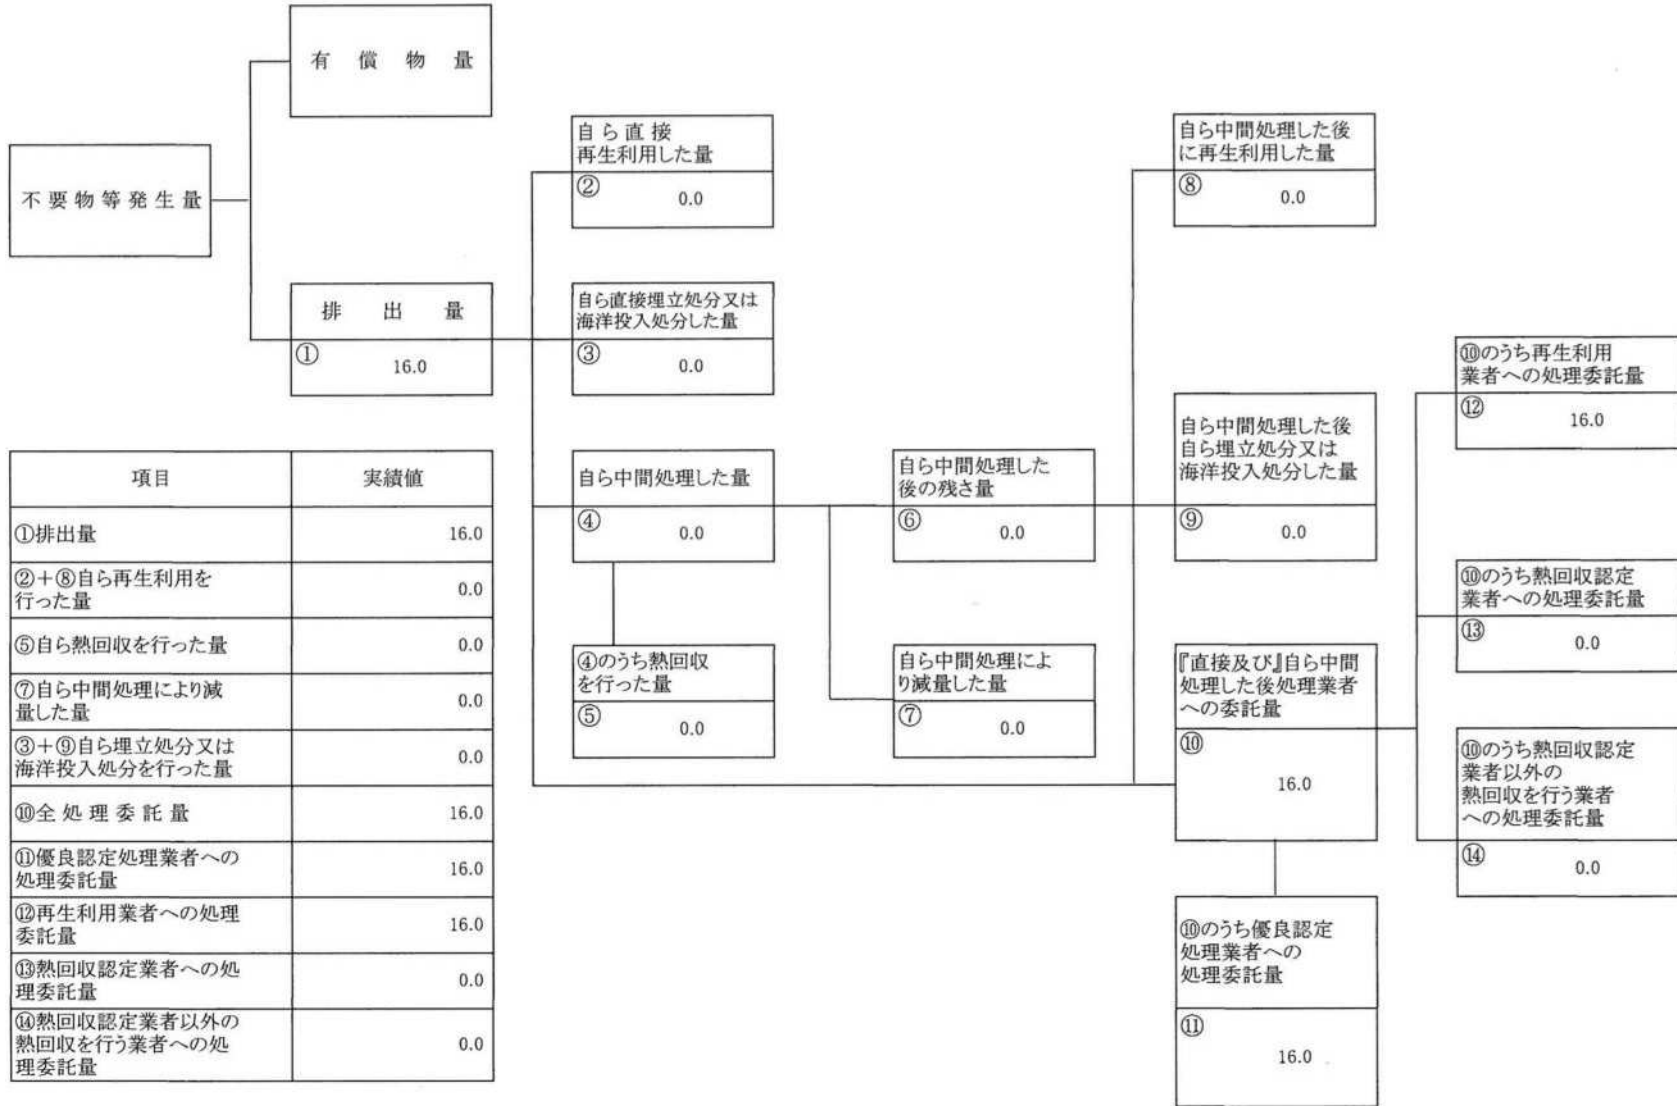 有償物量
不要物等発生量
排出量
①
16.0
自ら直接
再生利用した量
②
0.0
自ら直接埋立処分又は
海洋投入処分した量
③
0.0
自ら中間処理した量
④
0.0
④のうち熱回収
を行った量
⑤
0.0
自ら中間処理した
後の残さ量
⑥
0.0
自ら中間処理によ
り減量した量
⑦
0.0
自ら中間処理した後
に再生利用した量
⑧
0.0
自ら中間処理した後
自ら埋立処分又は
海洋投入処分した量
⑨
0.0
『直接及び』自ら中間
処理した後処理業者
への委託量
⑩
16.0
⑩のうち優良認定
処理業者への
処理委託量
⑪
16.0
⑩のうち再生利用
業者への処理委託量
⑫
16.0
⑩のうち熱回収認定
業者への処理委託量
⑬
0.0
⑩のうち熱回収認定
業者以外の
熱回収を行う業者
への処理委託量
⑭
0.0
項目 実績値
①排出量 16.0
②+⑧自ら再生利用を
行った量 0.0
⑤自ら熱回収を行った量 0.0
⑦自ら中間処理により減
量した量 0.0
③+⑨自ら埋立処分又は
海洋投入処分を行った量 0.0
⑩全処理委託量 16.0
⑪優良認定処理業者への
処理委託量 16.0
⑫再生利用業者への処理
委託量 16.0
⑬熱回収認定業者への処
理委託量 0.0
⑭熱回収認定業者以外の
熱回収を行う業者への処
理委託量 0.0